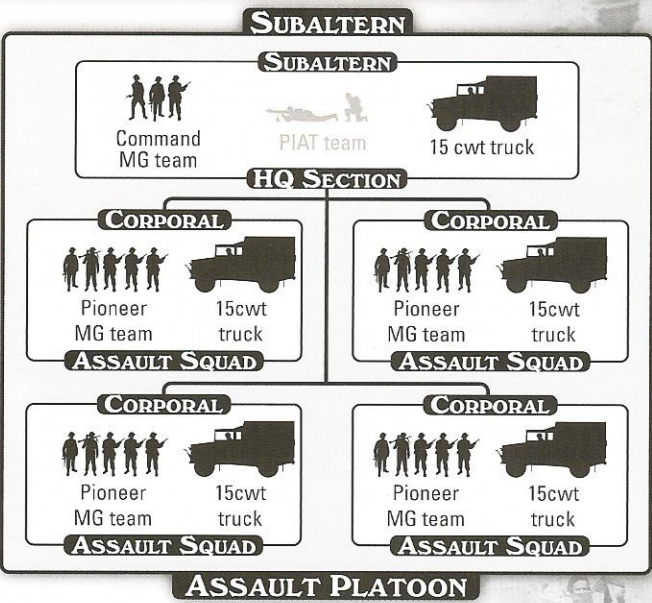 SUBALTERN
SUBALTERN
Command
MG team
PIAT team
15 cwt truck
HQ SECTION
CORPORAL
Pioneer
MG team
15cwt
truck
ASSAULT SQUAD
CORPORAL
Pioneer
MG team
15cwt
truck
ASSAULT SQUAD
CORPORAL
Pioneer
MG team
15cwt
truck
ASSAULT SQUAD
CORPORAL
Pioneer
MG team
15cwt
truck
ASSAULT SQUAD
ASSAULT PLATOON